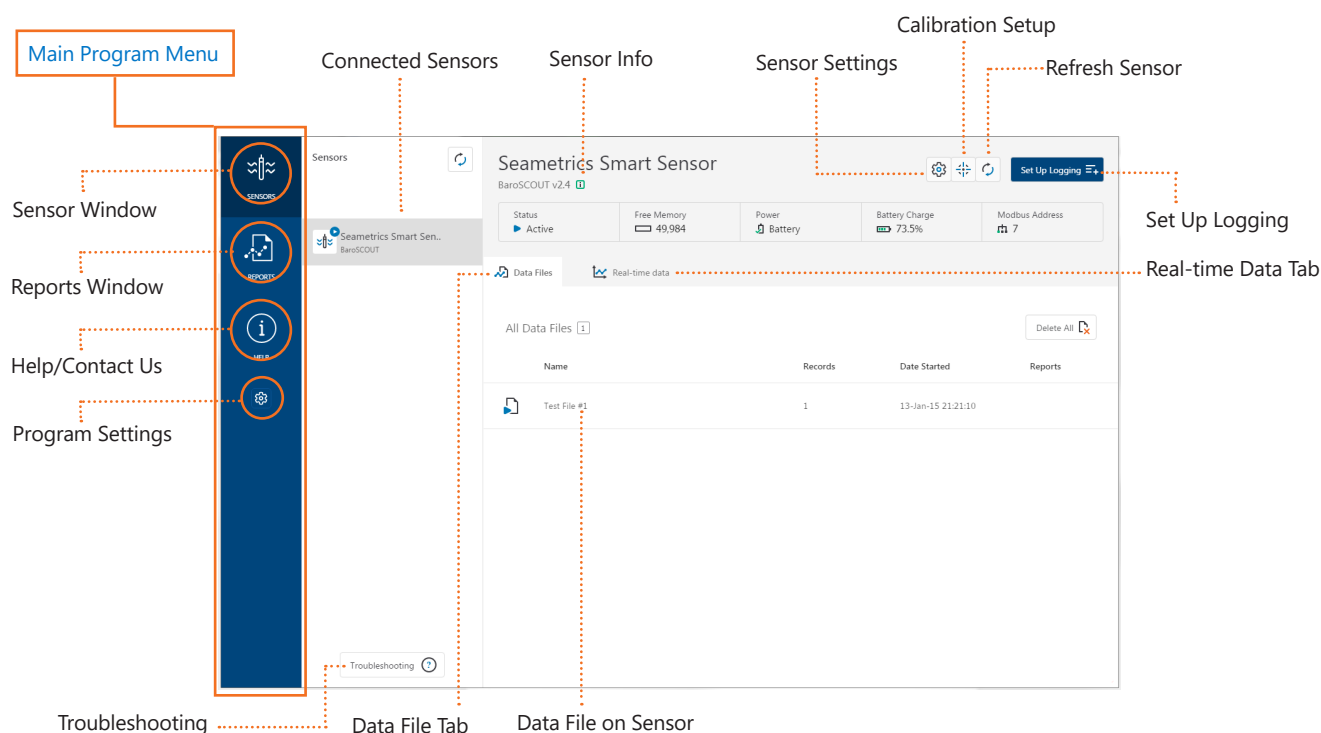 Calibration Setup
Main Program Menu
Connected Sensors
Sensor Info
Sensor Settings
Refresh Sensor
Sensors
Seametrics Smart Sensor
BaroSCOUT v2.4
Set Up Logging
SENSORS
Sensor Window
Status
Active
Free Memory
49,984
Power
Battery
Battery Charge
73.5%
Modbus Address
7
Set Up Logging
Seametrics Smart Sen..
BaroSCOUT
REPORTS
Reports Window
Data Files
Real-time data
Real-time Data Tab
All Data Files 1
Delete All
HELP
Help/Contact Us
Name Records Date Started Reports
Test File #1 1 13-Jan-15 21:21:10
Program Settings
Troubleshooting ?
Troubleshooting
Data File Tab
Data File on Sensor